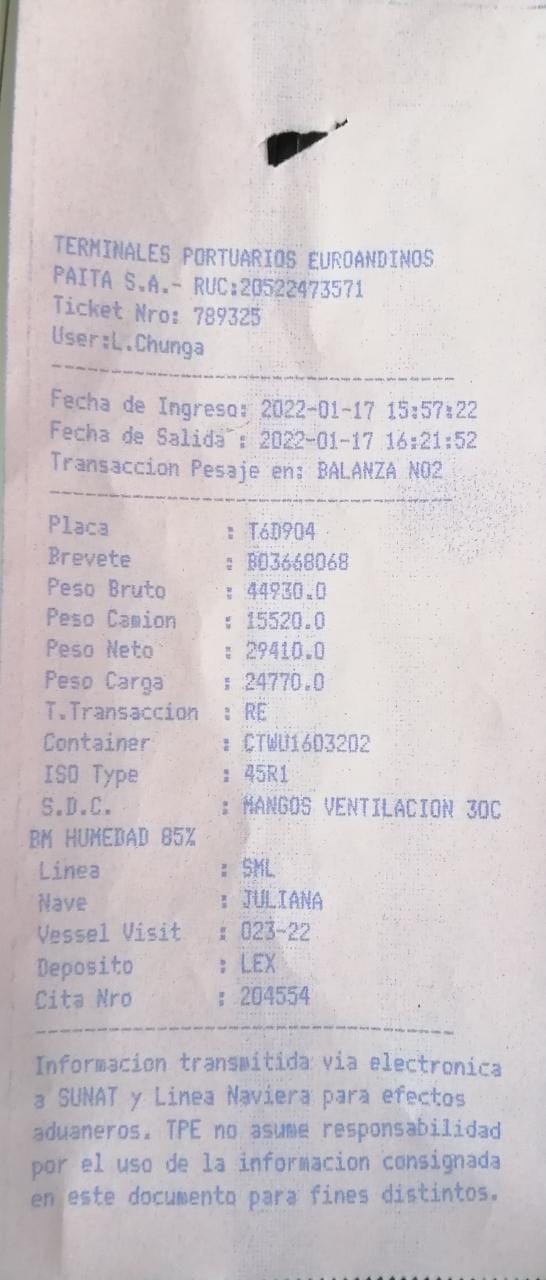 TERMINALES PORTUARIOS EUROANDINOS
PAITA S.A.- RUC:20522473571
Ticket Nro: 789325
User:L.Chunga
Fecha de Ingreso: 2022-01-17 15:57:22
Fecha de Salida : 2022-01-17 16:21:52
Transaccion Pesaje en: BALANZA NO2
Placa : T6D904
Brevete : B03668068
Peso Bruto : 44930.0
Peso Camion : 15520.0
Peso Neto : 29410.0
Peso Carga : 24770.0
T.Transaccion : RE
Container : CTWU1603202
ISO Type : 45R1
S.D.C. : MANGOS VENTILACION 30C
BM HUMEDAD 85%
Linea : SML
Nave : JULIANA
Vessel Visit : 023-22
Deposito : LEX
Cita Nro : 204554
Informacion transmitida via electronica
a SUNAT y Linea Naviera para efectos
aduaneros. TPE no asume responsabilidad
por el uso de la informacion consignada
en este documento para fines distintos.